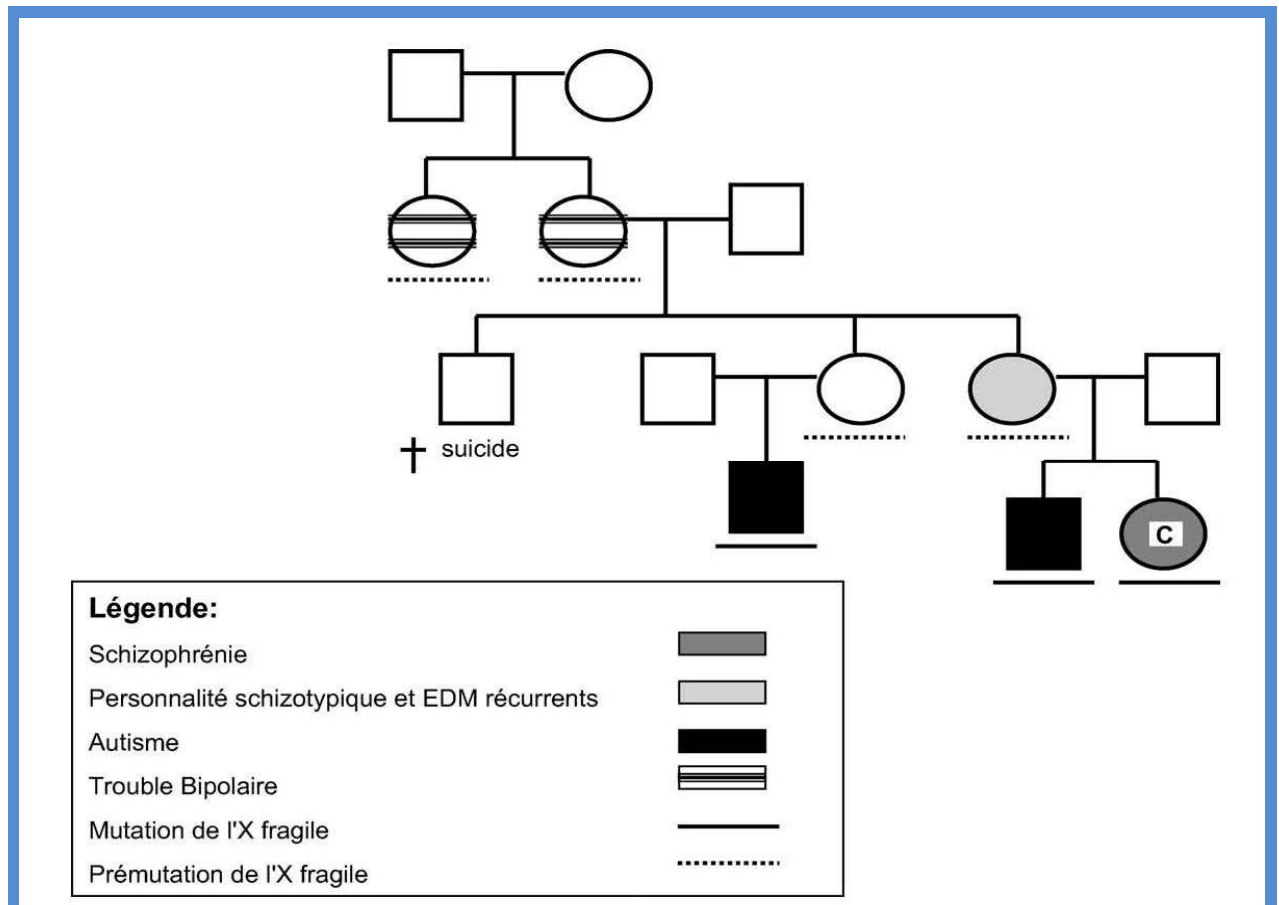 ✝ suicide
C
Légende:
Schizophrénie
Personnalité schizotypique et EDM récurrents
Autisme
Trouble Bipolaire
Mutation de l'X fragile
Prémutation de l'X fragile